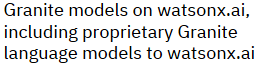 Granite models on watsonx.ai,
including proprietary Granite
language models to watsonx.ai